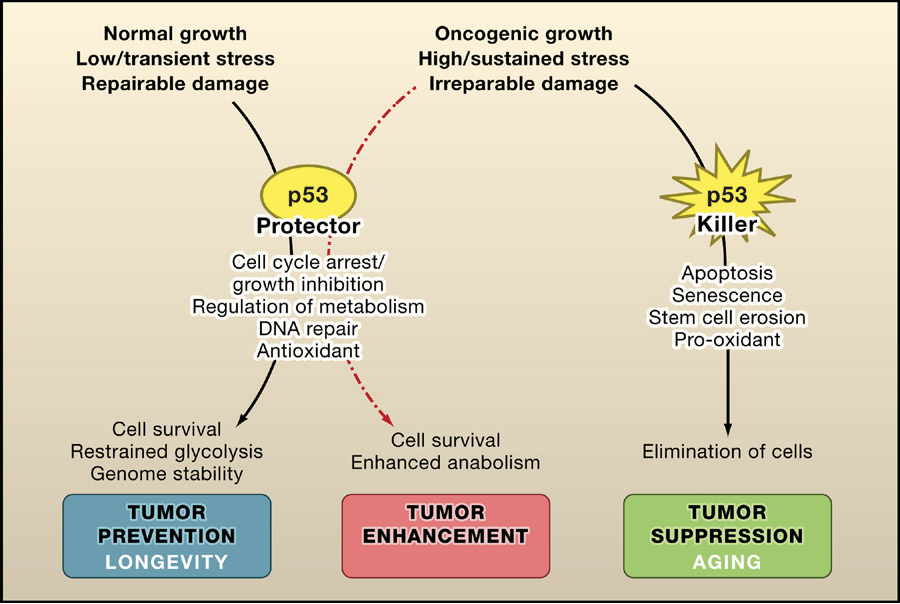 Normal growth
Low/transient stress
Repairable damage
Oncogenic growth
High/sustained stress
Irreparable damage
p53
Protector
Cell cycle arrest/
growth inhibition
Regulation of metabolism
DNA repair
Antioxidant
p53
Killer
Apoptosis
Senescence
Stem cell erosion
Pro-oxidant
Cell survival
Restrained glycolysis
Genome stability
Cell survival
Enhanced anabolism
Elimination of cells
TUMOR
PREVENTION
LONGEVITY
TUMOR
ENHANCEMENT
TUMOR
SUPPRESSION
AGING